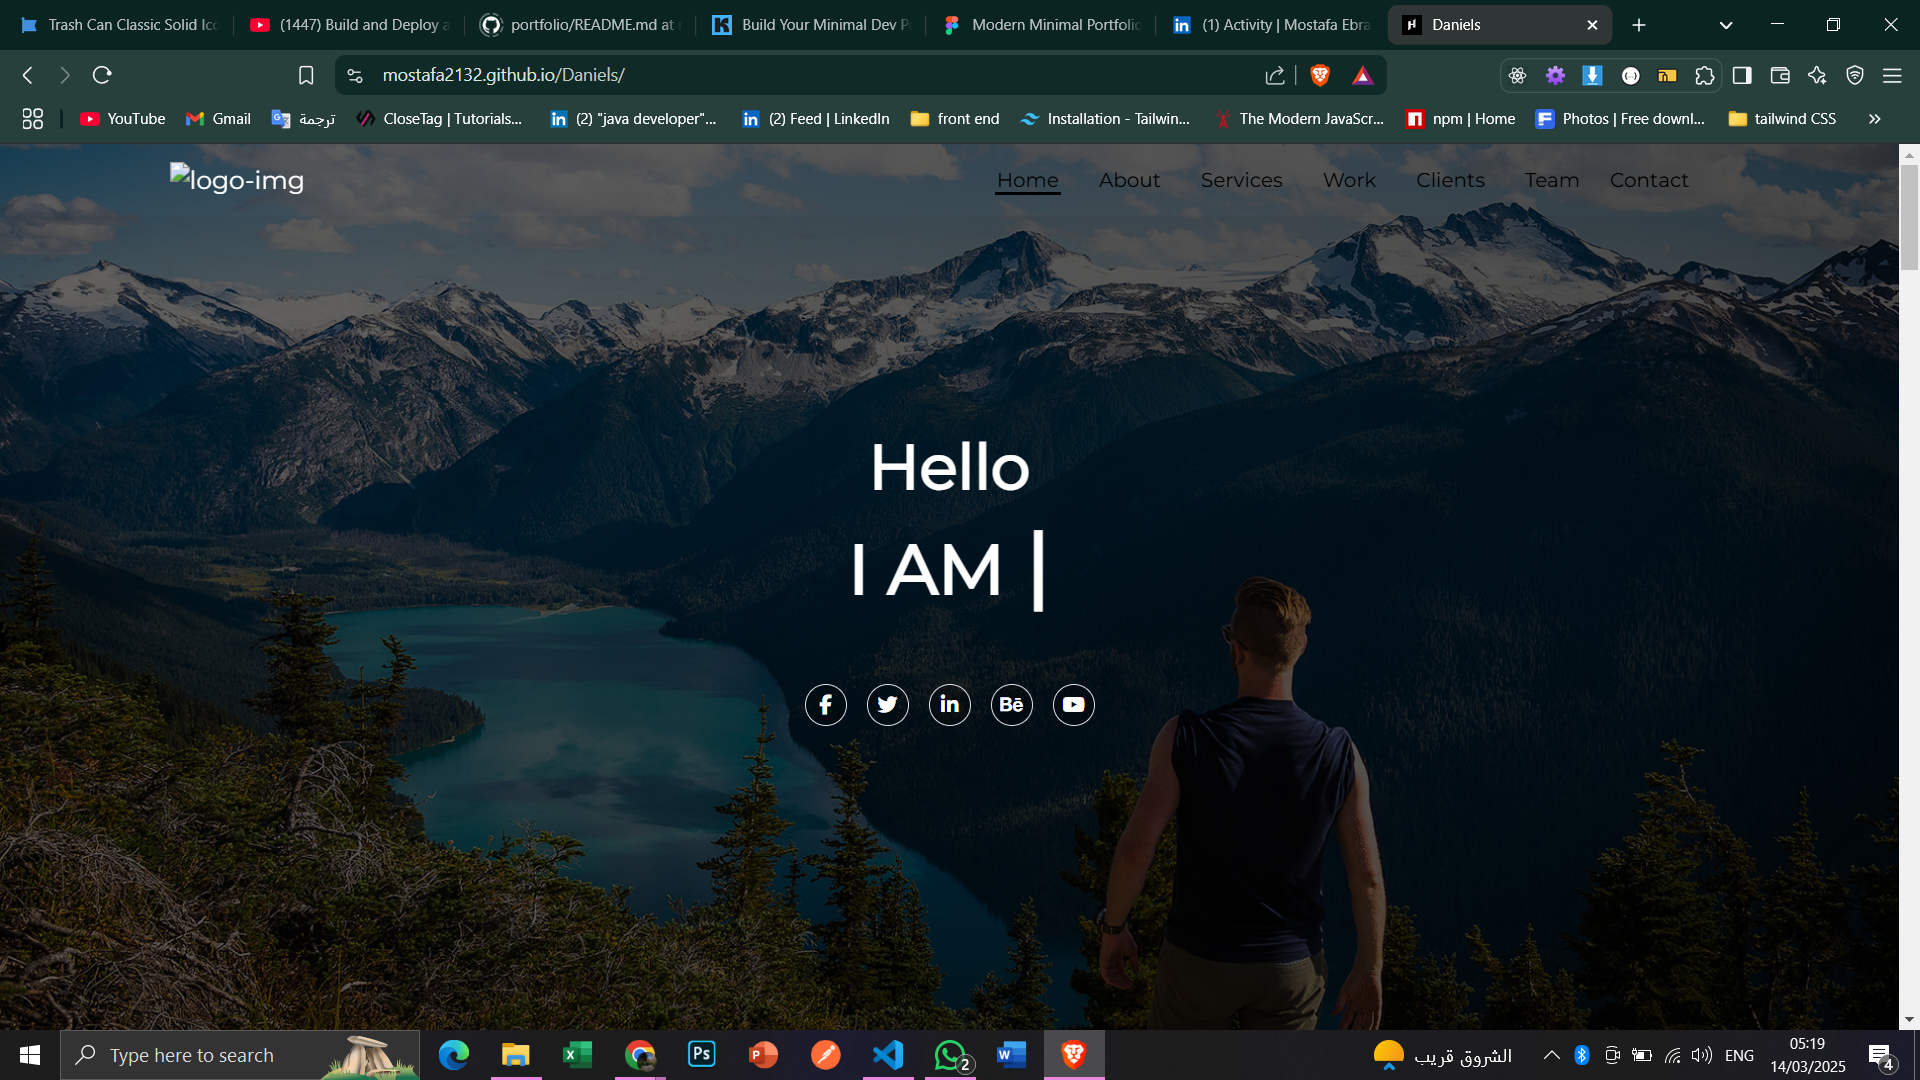 Trash Can Classic Solid Ico
(1447) Build and Deploy a
portfolio/README.md at
Build Your Minimal Dev P
Modern Minimal Portfolio
(1) Activity | Mostafa Ebra
Daniels
mostafa2132.github.io/Daniels/
YouTube
Gmail
ترجمة
CloseTag | Tutorials...
(2) "java developer"...
(2) Feed | LinkedIn
front end
Installation - Tailwin...
The Modern JavaScr...
npm | Home
Photos | Free downl...
tailwind CSS
logo-img
Home
About
Services
Work
Clients
Team
Contact
Hello
I AM |
Type here to search
2
الشروق قريب
ENG
05:19
14/03/2025
4